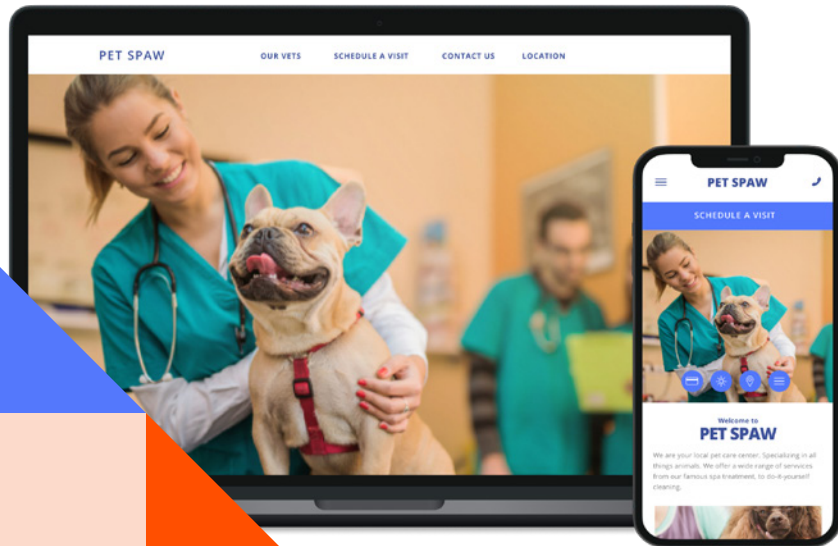 PET SPAW
OUR VETS
SCHEDULE A VISIT
CONTACT US
LOCATION
PET SPAW
SCHEDULE A VISIT
Welcome to
PET SPAW
We are your local pet care center. Specializing in all
things animals. We offer a wide range of servvices
from our famous spa treatment, to do-it-yourself
cleaning.